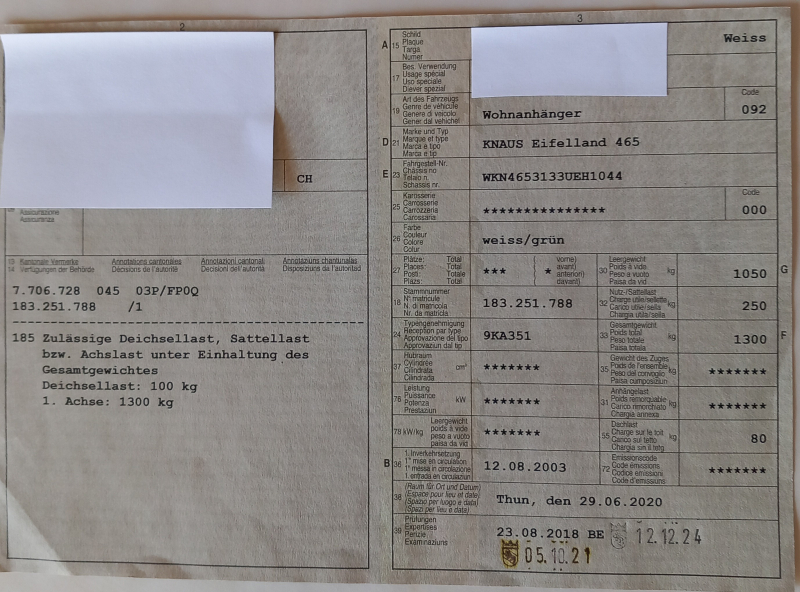 2
CH
Assicurazione
Assicuranza
13 Kantonale Vermerke Annotations cantonales Annotazioni cantonali Annotaziuns chantunalas
14 Verfügungen der Behörde Décisions de l'autorité Decisioni dell'autorità Disposiziuns da l'autoritad
7.706.728 045 03P/FP0Q
183.251.788 /1
185 Zulässige Deichsellast, Sattellast
bzw. Achslast unter Einhaltung des
Gesamtgewichtes
Deichsellast: 100 kg
1. Achse: 1300 kg
3
A 15 Schild
Plaque
Targa
Numer
Weiss
17 Bes. Verwendung
Usage spécial
Uso speciale
Diever spezial
19 Art des Fahrzeugs
Genre de véhicule
Genere di veicolo
Gener dal vehichel
Wohnanhänger
Code
092
D 21 Marke und Typ
Marque et type
Marca e tipo
Marca e tip
KNAUS Eifelland 465
E 23 Fahrgestell-Nr.
Châssis no
Telaio n.
Schassis nr.
WKN4653133UEH1044
25 Karosserie
Carrosserie
Carrozzeria
Carossaria
***************
Code
000
26 Farbe
Couleur
Colore
Colur
weiss/grün
27 Plätze: Total
Places: Total
Posti: Totale
Plazs: Total
*** ( * vorne)
avant)
anteriori)
davant)
30 Leergewicht
Poids à vide
Peso a vuoto
Paisa da vid
kg
1050 G
18 Stammnummer
N° matricule
N. di matricola
Nr. da matricla
183.251.788
32 Nutz-/Sattellast
Charge utile/sellette
Carico utile/sella
Chargia utila/sella
kg
250
24 Typengenehmigung
Réception par type
Approvazione del tipo
Approvaziun dal tip
9KA351
33 Gesamtgewicht
Poids total
Peso totale
Paisa totala
kg
1300 F
37 Hubraum
Cylindrée
Cilindrata
Cilindrada
cm³
*******
35 Gewicht des Zuges
Poids de l'ensemble
Peso del convoglio
Paisa cumposiziun
kg
*******
76 Leistung
Puissance
Potenza
Prestaziun
kW
*******
31 Anhängelast
Poids remorquable
Carico rimorchiato
Chargia annexa
kg
*******
78 kW/kg
Leergewicht
poids à vide
peso a vuoto
paisa da vid
*******
55 Dachlast
Charge sur le toit
Carico sul tetto
Chargia sin il tetg
kg
80
B 36 1. Inverkehrsetzung
1re mise en circulation
1a messa in circolazione
1. entrada en circulaziun
12.08.2003
72 Emissionscode
Code émissions
Codice emissioni
Code d'emissiuns
*******
38 (Raum für Ort und Datum)
(Espace pour lieu et date)
(Spazio per luogo e data)
(Spazi per lieu e data)
Thun, den 29.06.2020
39 Prüfungen
Expertises
Perizie
Examinaziuns
23.08.2018 BE 12.12.24
05.10.21